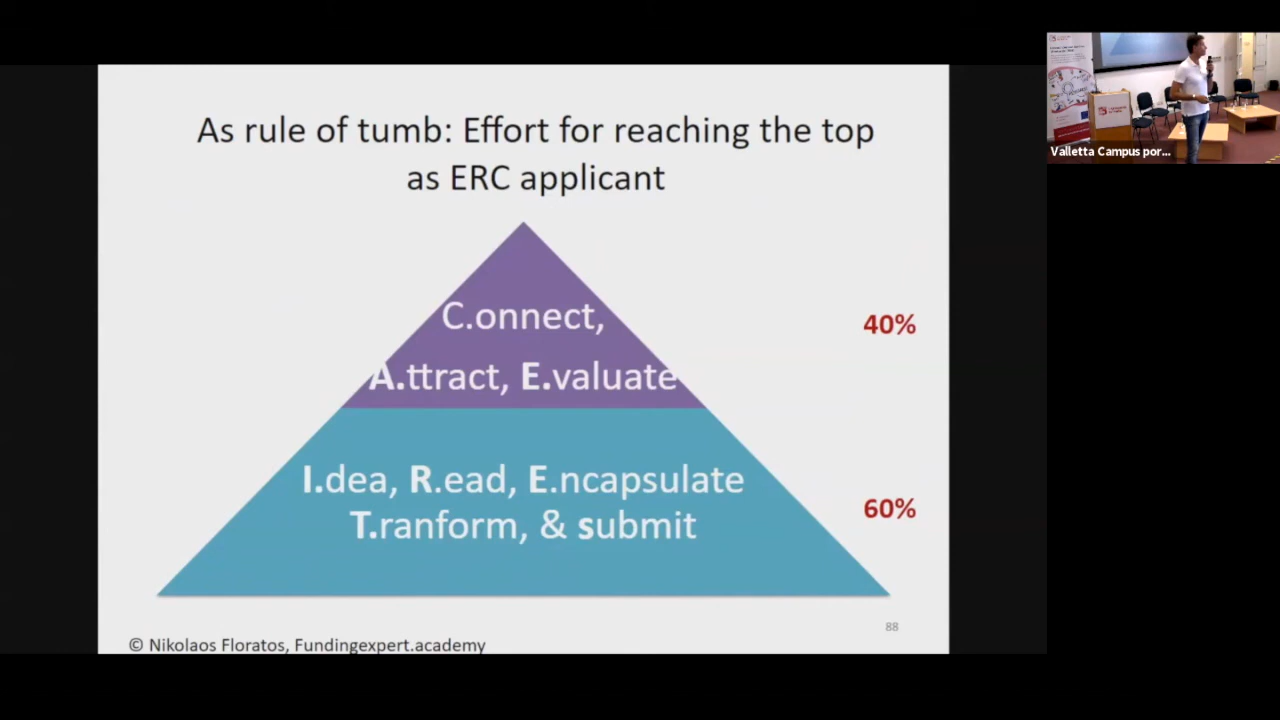 As rule of tumb: Effort for reaching the top
as ERC applicant
C.onnect,
A.ttract, E.valuate
40%
I.dea, R.ead, E.ncapsulate
T.ranform, & submit
60%
88
© Nikolaos Floratos, Fundingexpert.academy
Valletta Campus por...